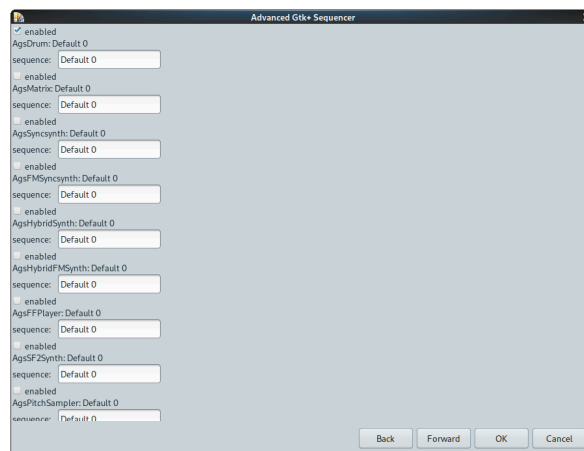 Advanced Gtk+ Sequencer
enabled
AgsDrum: Default 0
sequence: Default 0
enabled
AgsMatrix: Default 0
sequence: Default 0
enabled
AgsSyncsynth: Default 0
sequence: Default 0
enabled
AgsFMSyncsynth: Default 0
sequence: Default 0
enabled
AgsHybridSynth: Default 0
sequence: Default 0
enabled
AgsHybridFMSynth: Default 0
sequence: Default 0
enabled
AgsFFPlayer: Default 0
sequence: Default 0
enabled
AgsSF2Synth: Default 0
sequence: Default 0
enabled
AgsPitchSampler: Default 0
sequence: Default 0
Back Forward OK Cancel